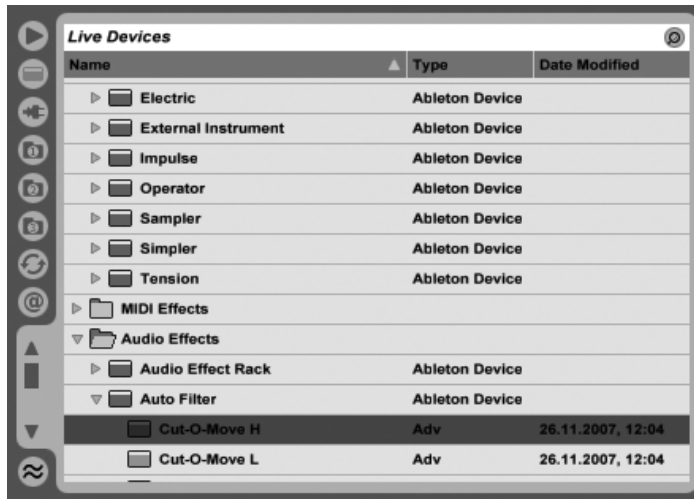 Live Devices
Name Type Date Modified
Electric Ableton Device
External Instrument Ableton Device
Impulse Ableton Device
Operator Ableton Device
Sampler Ableton Device
Simpler Ableton Device
Tension Ableton Device
MIDI Effects
Audio Effects
Audio Effect Rack Ableton Device
Auto Filter Ableton Device
Cut-O-Move H Adv 26.11.2007, 12:04
Cut-O-Move L Adv 26.11.2007, 12:04
1
2
3
@